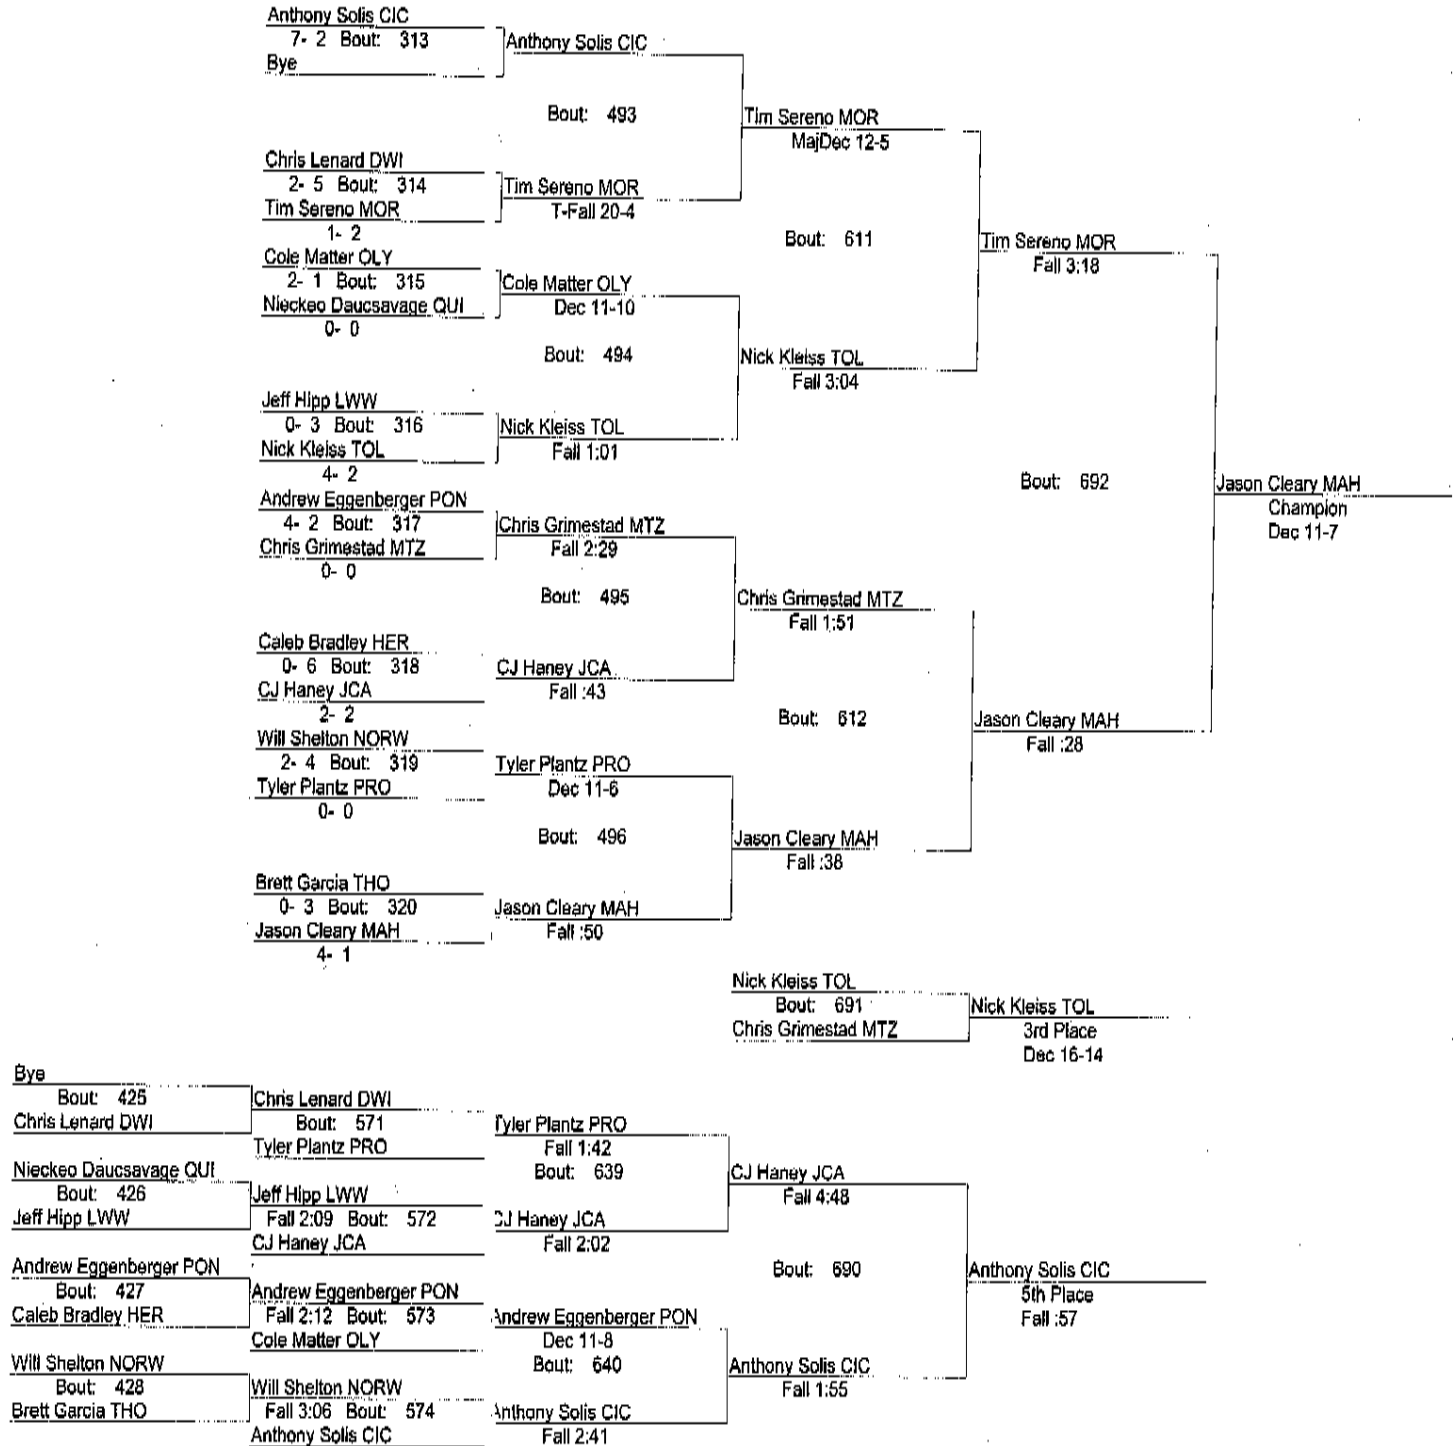 Anthony Solis CIC
7- 2 Bout: 313
Bye
Anthony Solis CIC
Bout: 493
Chris Lenard DWI
2- 5 Bout: 314
Tim Sereno MOR
1- 2
Tim Sereno MOR
T-Fall 20-4
Tim Sereno MOR
MajDec 12-5
Cole Matter OLY
2- 1 Bout: 315
Nieckeo Daucsavage QUI
0- 0
Cole Matter OLY
Dec 11-10
Bout: 494
Jeff Hipp LWW
0- 3 Bout: 316
Nick Kleiss TOL
4- 2
Nick Kleiss TOL
Fall 1:01
Nick Kleiss TOL
Fall 3:04
Bout: 611
Tim Sereno MOR
Fall 3:18
Andrew Eggenberger PON
4- 2 Bout: 317
Chris Grimestad MTZ
0- 0
Chris Grimestad MTZ
Fall 2:29
Bout: 495
Caleb Bradley HER
0- 6 Bout: 318
CJ Haney JCA
2- 2
CJ Haney JCA
Fall :43
Chris Grimestad MTZ
Fall 1:51
Will Shelton NORW
2- 4 Bout: 319
Tyler Plantz PRO
0- 0
Tyler Plantz PRO
Dec 11-6
Bout: 496
Brett Garcia THO
0- 3 Bout: 320
Jason Cleary MAH
4- 1
Jason Cleary MAH
Fall :50
Jason Cleary MAH
Fall :38
Bout: 612
Jason Cleary MAH
Fall :28
Bout: 692
Jason Cleary MAH
Champion
Dec 11-7
Nick Kleiss TOL
Bout: 691
Chris Grimestad MTZ
Nick Kleiss TOL
3rd Place
Dec 16-14
Bye
Bout: 425
Chris Lenard DWI
Chris Lenard DWI
Bout: 571
Tyler Plantz PRO
Tyler Plantz PRO
Fall 1:42
Bout: 639
Nieckeo Daucsavage QUI
Bout: 426
Jeff Hipp LWW
Jeff Hipp LWW
Fall 2:09 Bout: 572
CJ Haney JCA
CJ Haney JCA
Fall 2:02
CJ Haney JCA
Fall 4:48
Andrew Eggenberger PON
Bout: 427
Caleb Bradley HER
Andrew Eggenberger PON
Fall 2:12 Bout: 573
Cole Matter OLY
Andrew Eggenberger PON
Dec 11-8
Bout: 640
Will Shelton NORW
Bout: 428
Brett Garcia THO
Will Shelton NORW
Fall 3:06 Bout: 574
Anthony Solis CIC
Anthony Solis CIC
Fall 2:41
Anthony Solis CIC
Fall 1:55
Bout: 690
Anthony Solis CIC
5th Place
Fall :57